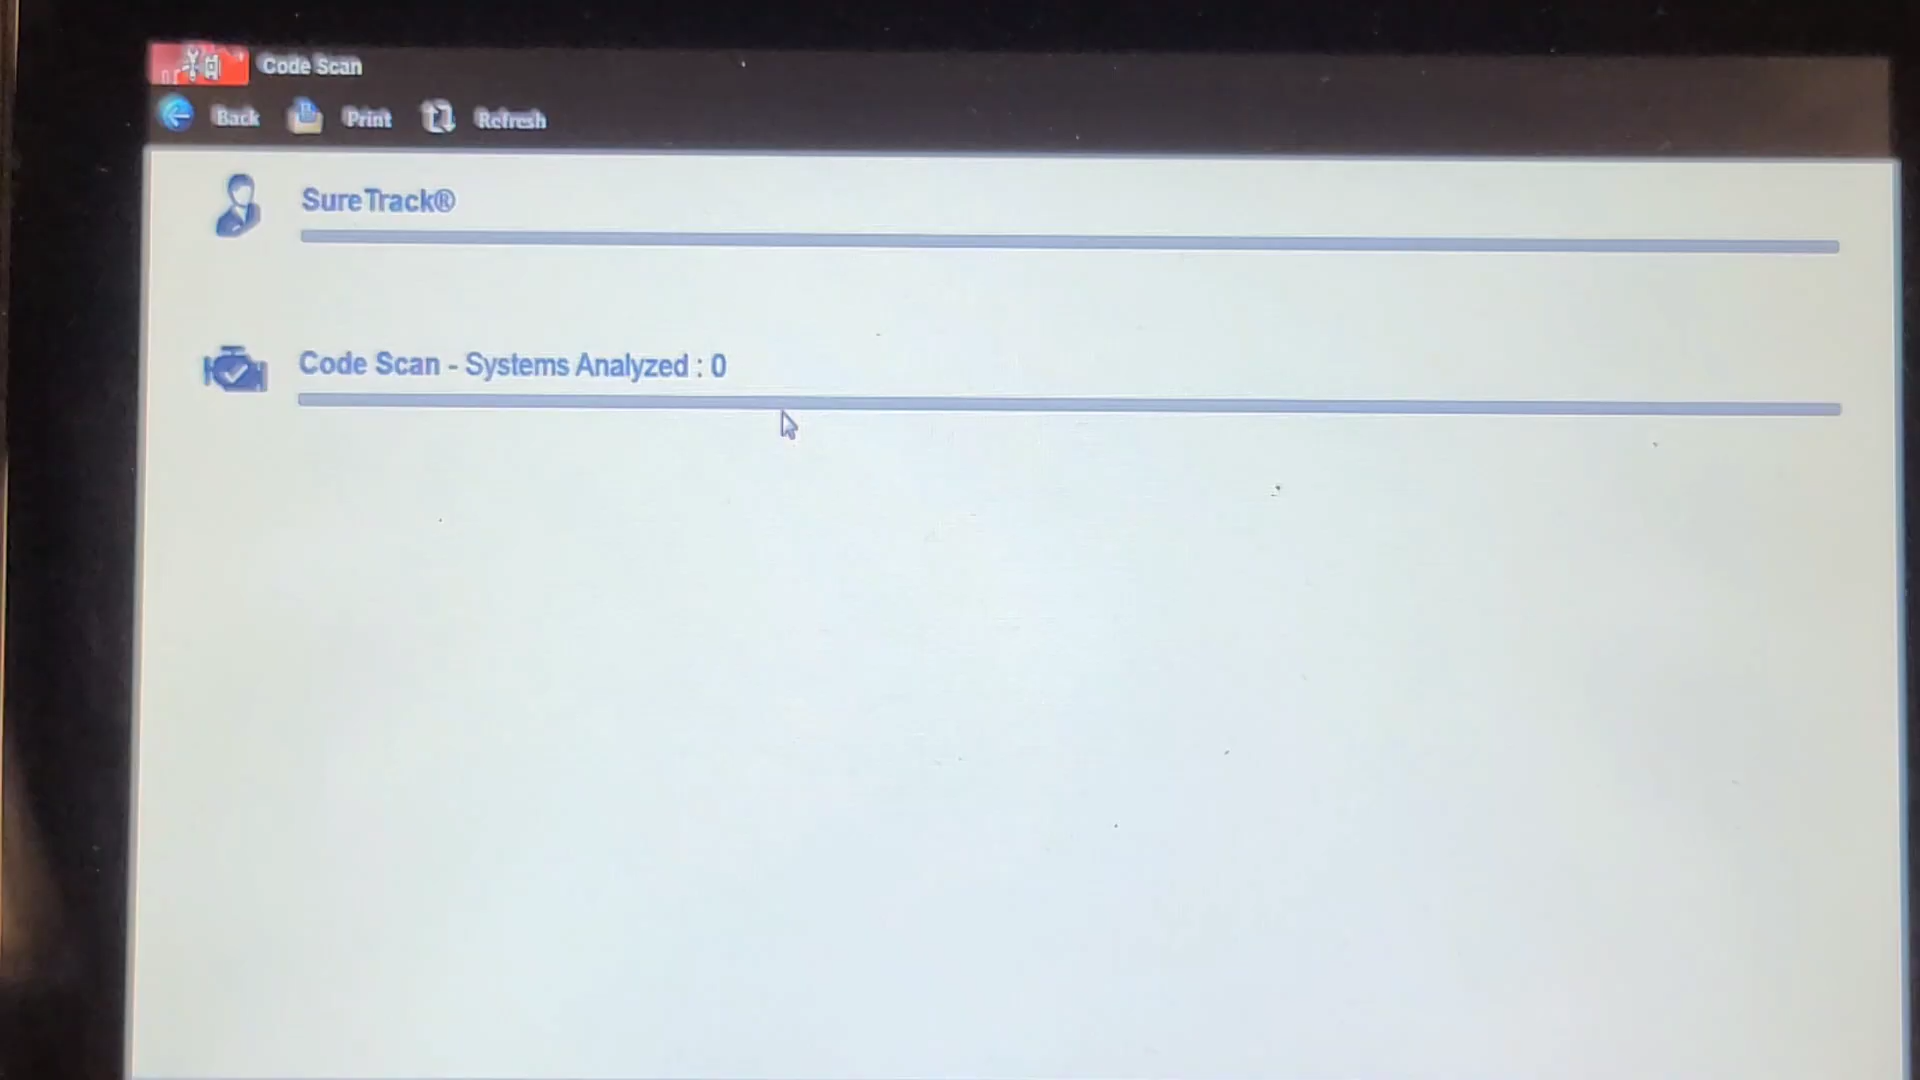 Code Scan
Back Print Refresh
SureTrack®
Code Scan - Systems Analyzed : 0